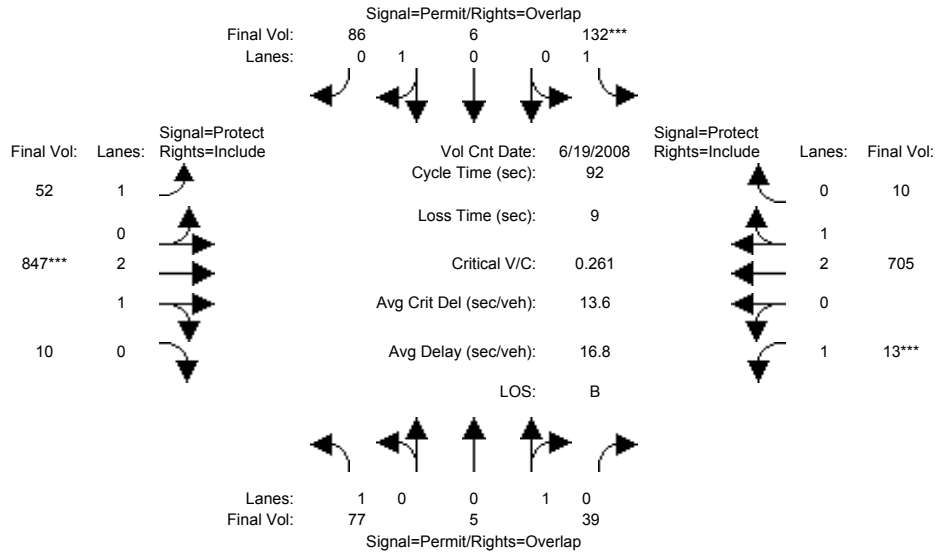 Signal=Permit/Rights=Overlap
Final Vol: 86 6 132***
Lanes: 0 1 0 0 1
Signal=Protect Signal=Protect
Final Vol: Lanes: Rights=Include Vol Cnt Date: 6/19/2008 Rights=Include Lanes: Final Vol:
Cycle Time (sec): 92
52 1 0 10
Loss Time (sec): 9
0 1
847*** 2 Critical V/C: 0.261 2 705
1 Avg Crit Del (sec/veh): 13.6 0
10 0 Avg Delay (sec/veh): 16.8 1 13***
LOS: B
Lanes: 1 0 0 1 0
Final Vol: 77 5 39
Signal=Permit/Rights=Overlap